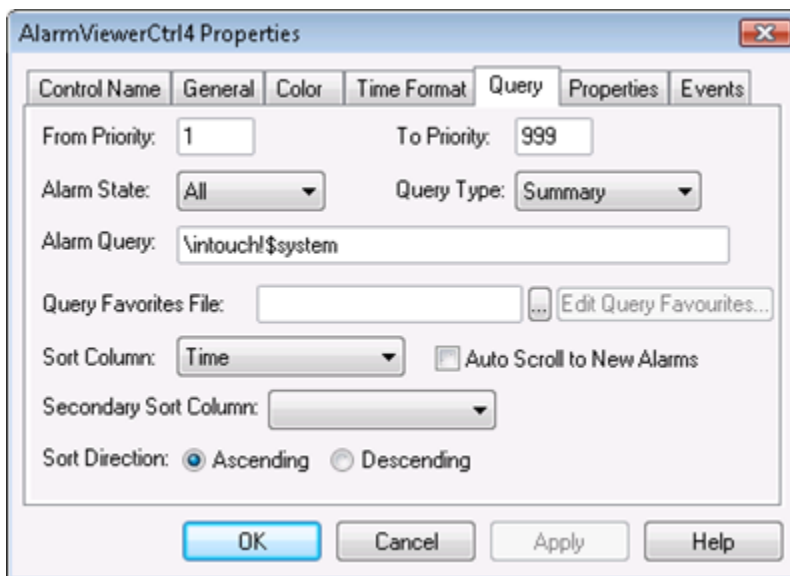 AlarmViewerCtrl4 Properties
Control Name General Color Time Format Query Properties Events
From Priority: 1 To Priority: 999
Alarm State: All Query Type: Summary
Alarm Query: \intouch!$system
Query Favorites File: ... Edit Query Favourites...
Sort Column: Time Auto Scroll to New Alarms
Secondary Sort Column:
Sort Direction: Ascending Descending
OK Cancel Apply Help